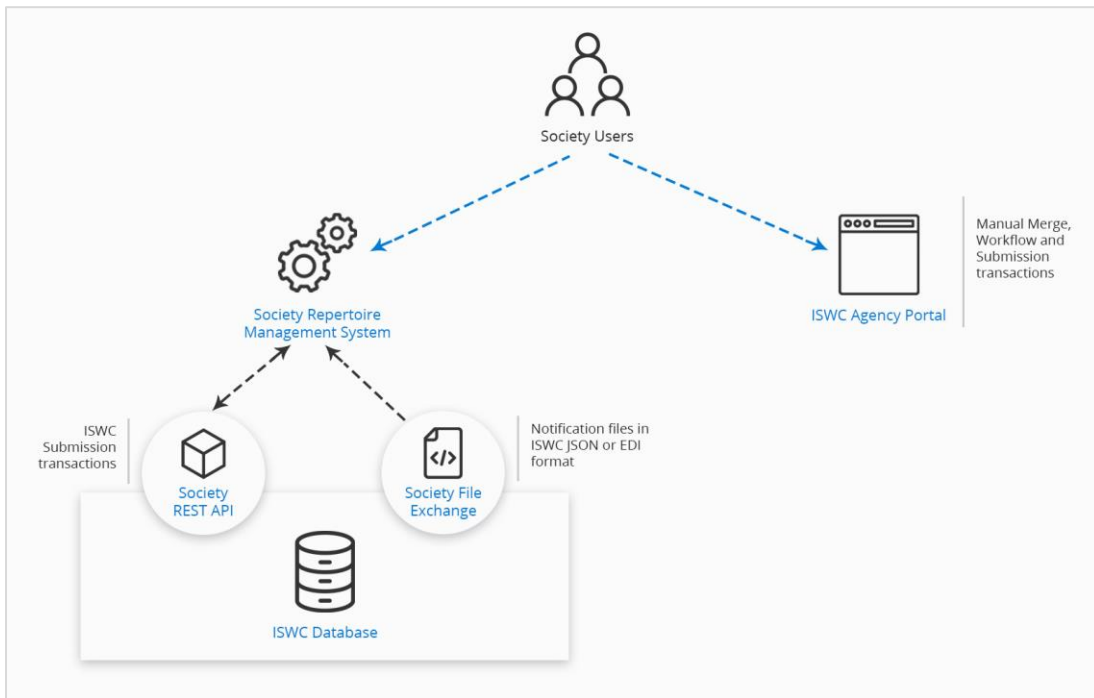 Society Users
Manual Merge,
Workflow and
Submission
transactions
Society Repertoire
Management System
ISWC Agency Portal
ISWC
Submission
transactions
Notification files in
ISWC JSON or EDI
format
Society
REST API
Society File
Exchange
ISWC Database